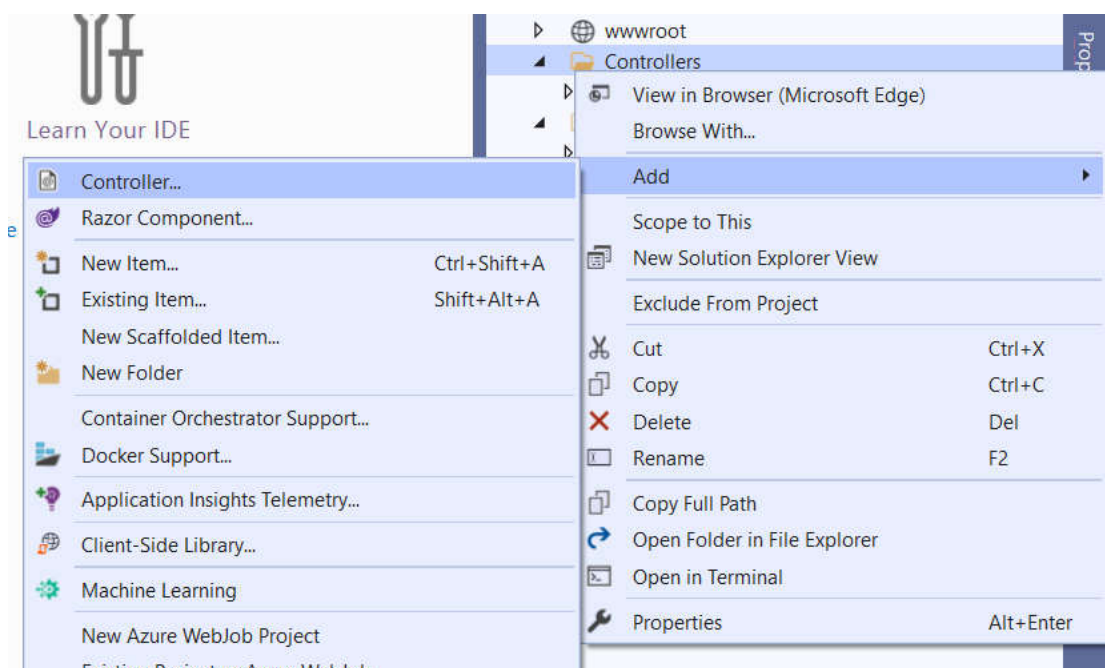 wwwroot
Controllers
Prop
Learn Your IDE
e
View in Browser (Microsoft Edge)
Browse With...
Add
Scope to This
New Solution Explorer View
Exclude From Project
Cut Ctrl+X
Copy Ctrl+C
Delete Del
Rename F2
Copy Full Path
Open Folder in File Explorer
Open in Terminal
Properties Alt+Enter
Controller...
Razor Component...
New Item... Ctrl+Shift+A
Existing Item... Shift+Alt+A
New Scaffolded Item...
New Folder
Container Orchestrator Support...
Docker Support...
Application Insights Telemetry...
Client-Side Library...
Machine Learning
New Azure WebJob Project